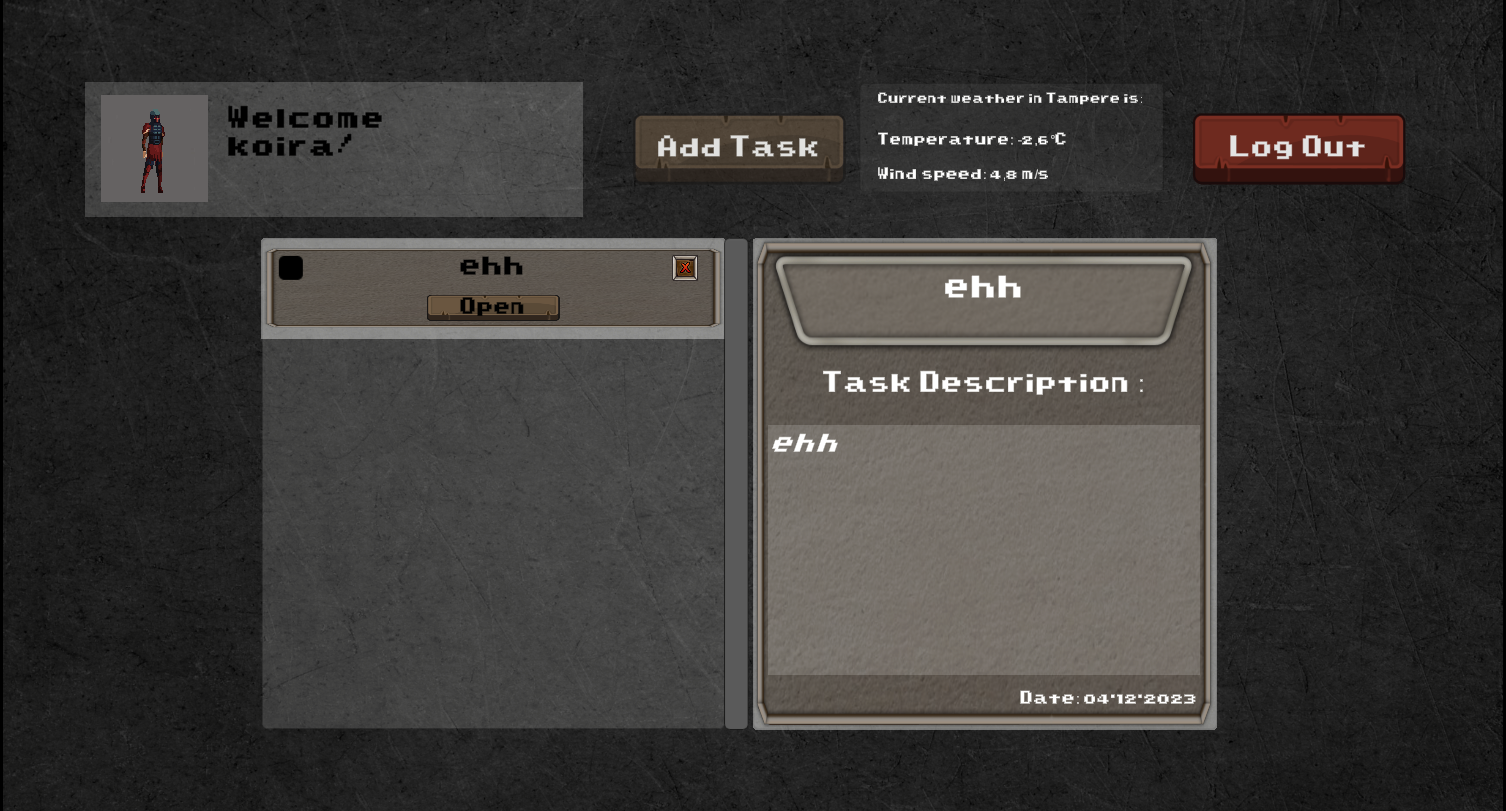 Welcome
koira!
Add Task
Current weather in Tampere is:
Temperature: -2,6°C
Wind speed: 4,8 m/s
Log Out
ehh
X
Open
ehh
Task Description :
ehh
Date: 04'12'2023